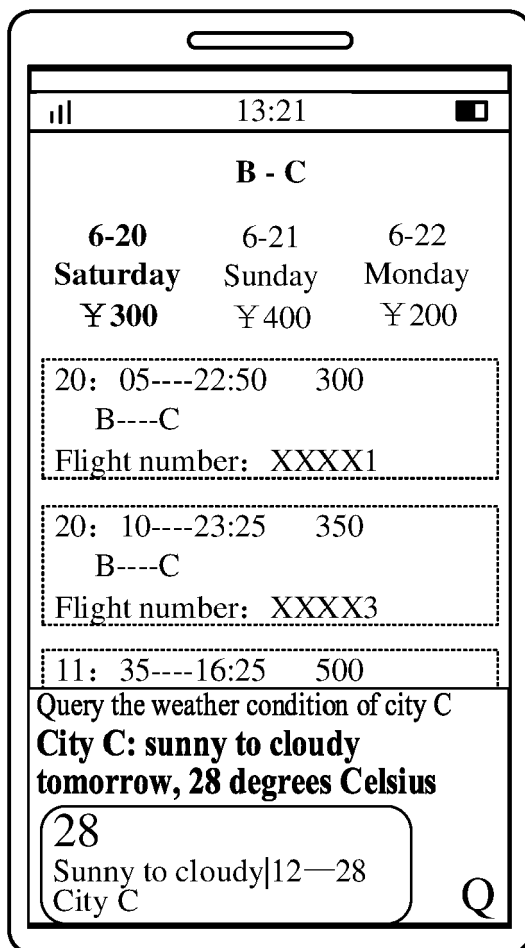 13:21
B - C
6-20 6-21 6-22
Saturday Sunday Monday
￥300 ￥400 ￥200
20：05----22:50 300
B----C
Flight number：XXXX1
20：10----23:25 350
B----C
Flight number：XXXX3
11：35----16:25 500
Query the weather condition of city C
City C: sunny to cloudy
tomorrow, 28 degrees Celsius
28
Sunny to cloudy|12—28
City C
Q